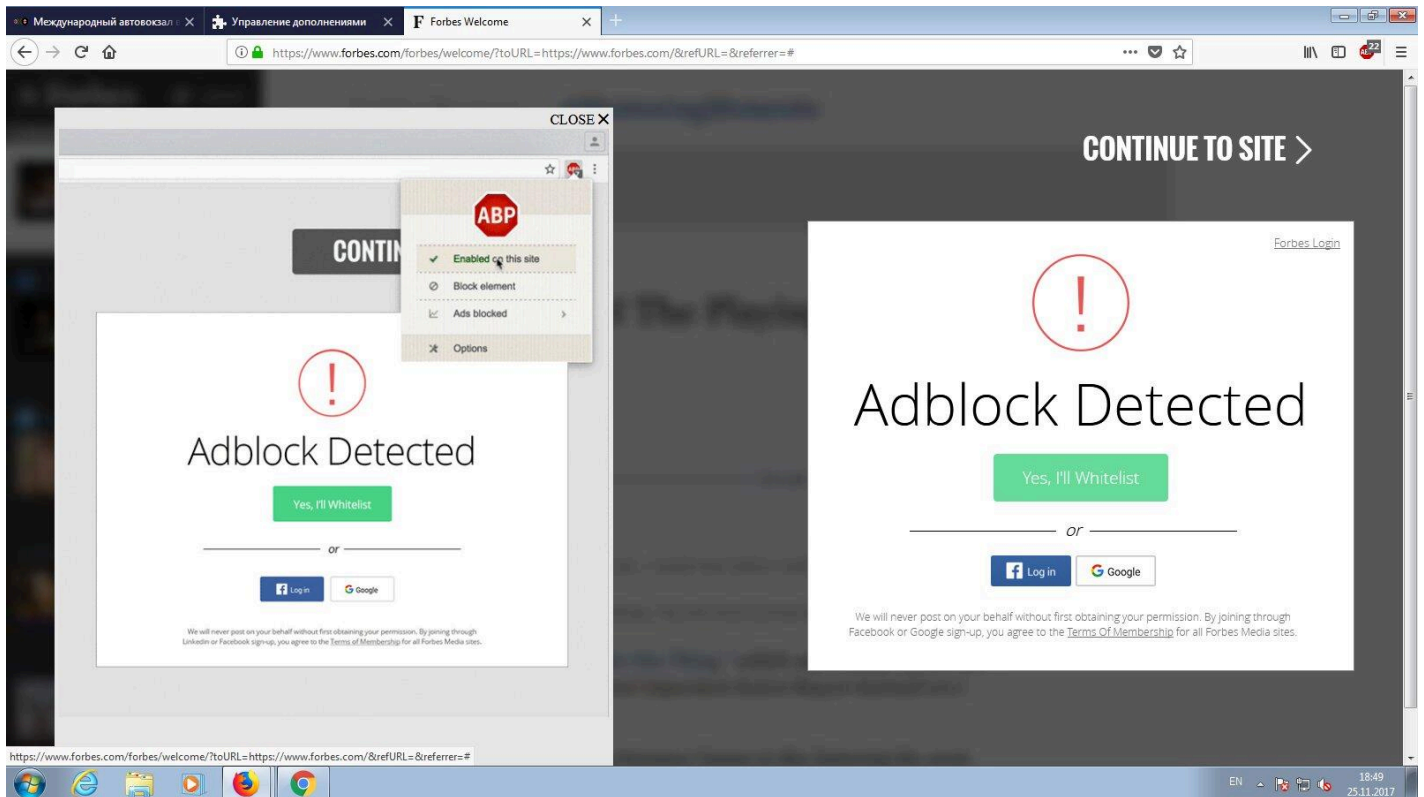 Международный автовокзал
Управление дополнениями
F Forbes Welcome
https://www.forbes.com/forbes/welcome/?toURL=https://www.forbes.com/&refURL=&referrer=#
22
CLOSE
CONTINUE TO SITE
ABP
CONTIN
Enabled on this site
Block element
Ads blocked
Options
Adblock Detected
Yes, I'll Whitelist
or
f Log in
G Google
We will never post on your behalf without first obtaining your permission. By joining through
Linkedin or Facebook sign-up, you agree to the Terms of Membership for all Forbes Media sites.
Forbes Login
Adblock Detected
Yes, I'll Whitelist
or
f Log in
G Google
We will never post on your behalf without first obtaining your permission. By joining through
Facebook or Google sign-up, you agree to the Terms Of Membership for all Forbes Media sites.
https://www.forbes.com/forbes/welcome/?toURL=https://www.forbes.com/&refURL=&referrer=#
EN
18:49
25.11.2017